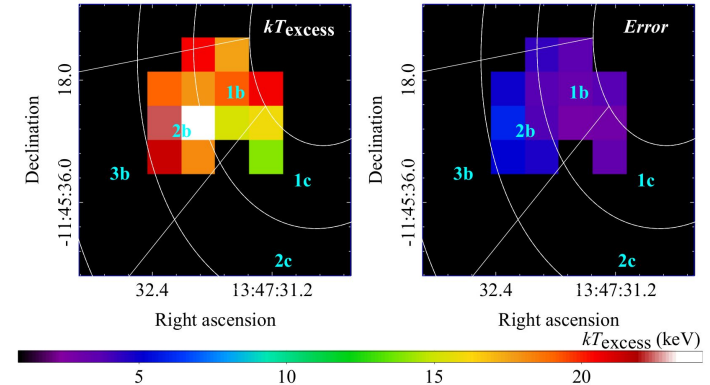 kTexcess
Error
Declination
18.0
-11:45:36.0
1b
2b
3b
1c
2c
32.4
13:47:31.2
Right ascension
Declination
18.0
-11:45:36.0
1b
2b
3b
1c
2c
32.4
13:47:31.2
Right ascension
kTexcess (keV)
5 10 15 20